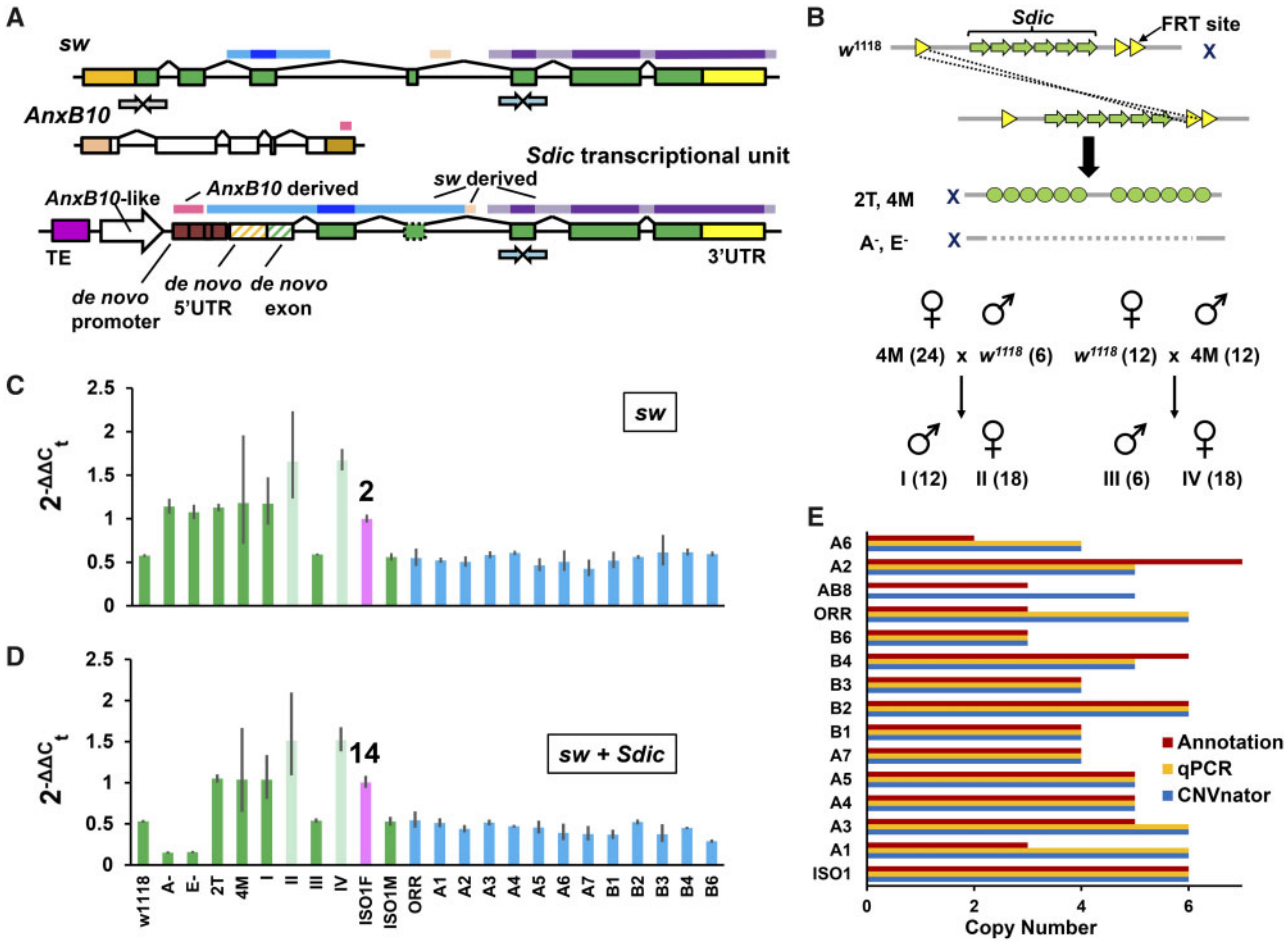 A
sw
AnxB10
Sdic transcriptional unit
AnxB10-like
AnxB10 derived
sw derived
TE
de novo
promoter
de novo
5'UTR
de novo
exon
3'UTR
B
Sdic
FRT site
w1118
X
2T, 4M
X
A-, E-
X
♀ ♂ ♀ ♂
4M (24) x w1118 (6)
w1118 (12) x 4M (12)
♂ ♀ ♂ ♀
I (12) II (18) III (6) IV (18)
C
2-ΔΔCt
2.5
2
1.5
1
0.5
0
sw
2
D
2-ΔΔCt
2.5
2
1.5
1
0.5
0
sw + Sdic
14
w1118 A- E- 2T 4M I II III IV ISO1F ISO1M ORR A1 A2 A3 A4 A5 A6 A7 B1 B2 B3 B4 B6
E
A6
A2
AB8
ORR
B6
B4
B3
B2
B1
A7
A5
A4
A3
A1
ISO1
Annotation
qPCR
CNVnator
0 2 4 6
Copy Number